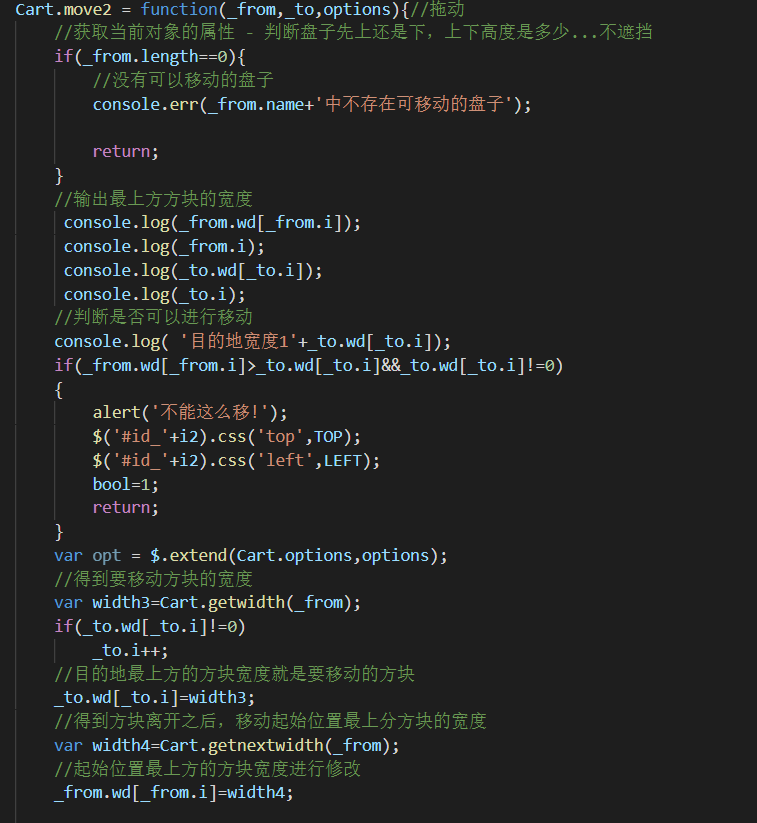 Cart.move2 = function(_from,_to,options){//拖动
//获取当前对象的属性 - 判断盘子先上还是下，上下高度是多少...不遮挡
if(_from.length==0){
//没有可以移动的盘子
console.err(_from.name+'中不存在可移动的盘子');
return;
}
//输出最上方方块的宽度
console.log(_from.wd[_from.i]);
console.log(_from.i);
console.log(_to.wd[_to.i]);
console.log(_to.i);
//判断是否可以进行移动
console.log( '目的地宽度1'+_to.wd[_to.i]);
if(_from.wd[_from.i]>_to.wd[_to.i]&&_to.wd[_to.i]!=0)
{
alert('不能这么移!');
$('#id_'+i2).css('top',TOP);
$('#id_'+i2).css('left',LEFT);
bool=1;
return;
}
var opt = $.extend(Cart.options,options);
//得到要移动方块的宽度
var width3=Cart.getwidth(_from);
if(_to.wd[_to.i]!=0)
_to.i++;
//目的地最上方的方块宽度就是要移动的方块
_to.wd[_to.i]=width3;
//得到方块离开之后，移动起始位置最上分方块的宽度
var width4=Cart.getnextwidth(_from);
//起始位置最上方的方块宽度进行修改
_from.wd[_from.i]=width4;